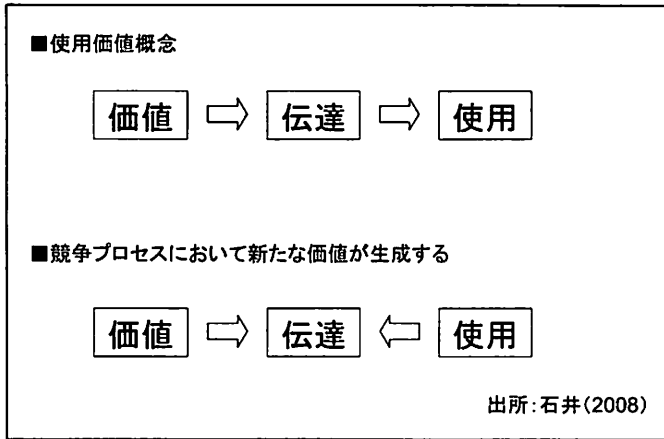 ■使用価値概念
価値 ⇨ 伝達 ⇨ 使用
■競争プロセスにおいて新たな価値が生成する
価値 ⇨ 伝達 ⇦ 使用
出所:石井(2008)